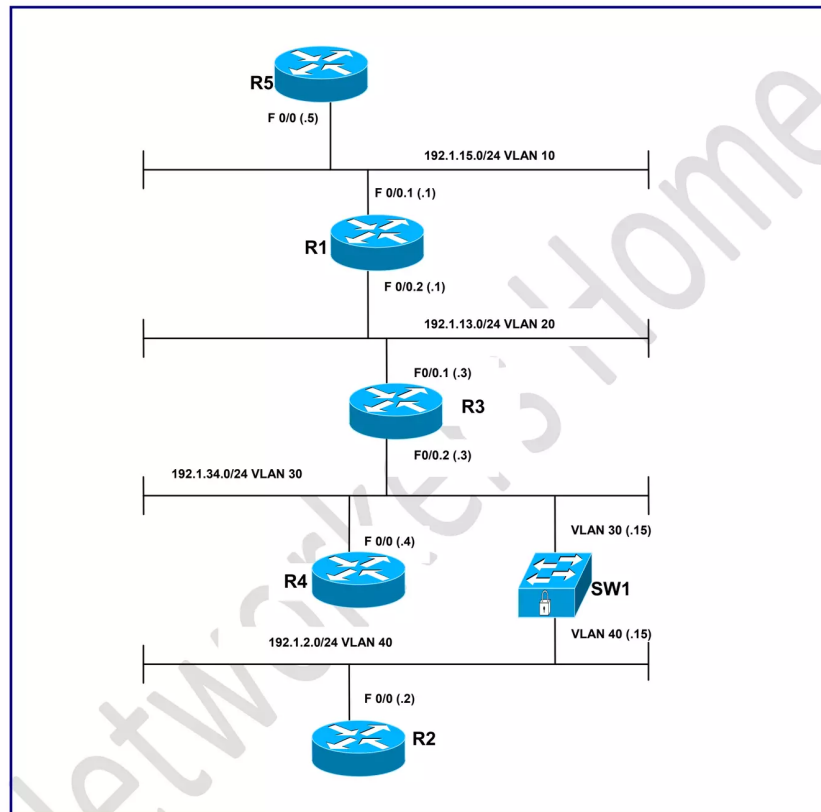 R5
F 0/0 (.5)
192.1.15.0/24 VLAN 10
F 0/0.1 (.1)
R1
F 0/0.2 (.1)
192.1.13.0/24 VLAN 20
F0/0.1 (.3)
R3
F0/0.2 (.3)
192.1.34.0/24 VLAN 30
VLAN 30 (.15)
F 0/0 (.4)
R4
SW1
VLAN 40 (.15)
192.1.2.0/24 VLAN 40
F 0/0 (.2)
R2
Networkers Home